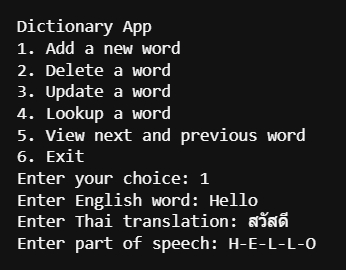 Dictionary App
1. Add a new word
2. Delete a word
3. Update a word
4. Lookup a word
5. View next and previous word
6. Exit
Enter your choice: 1
Enter English word: Hello
Enter Thai translation: สวัสดี
Enter part of speech: H-E-L-L-O